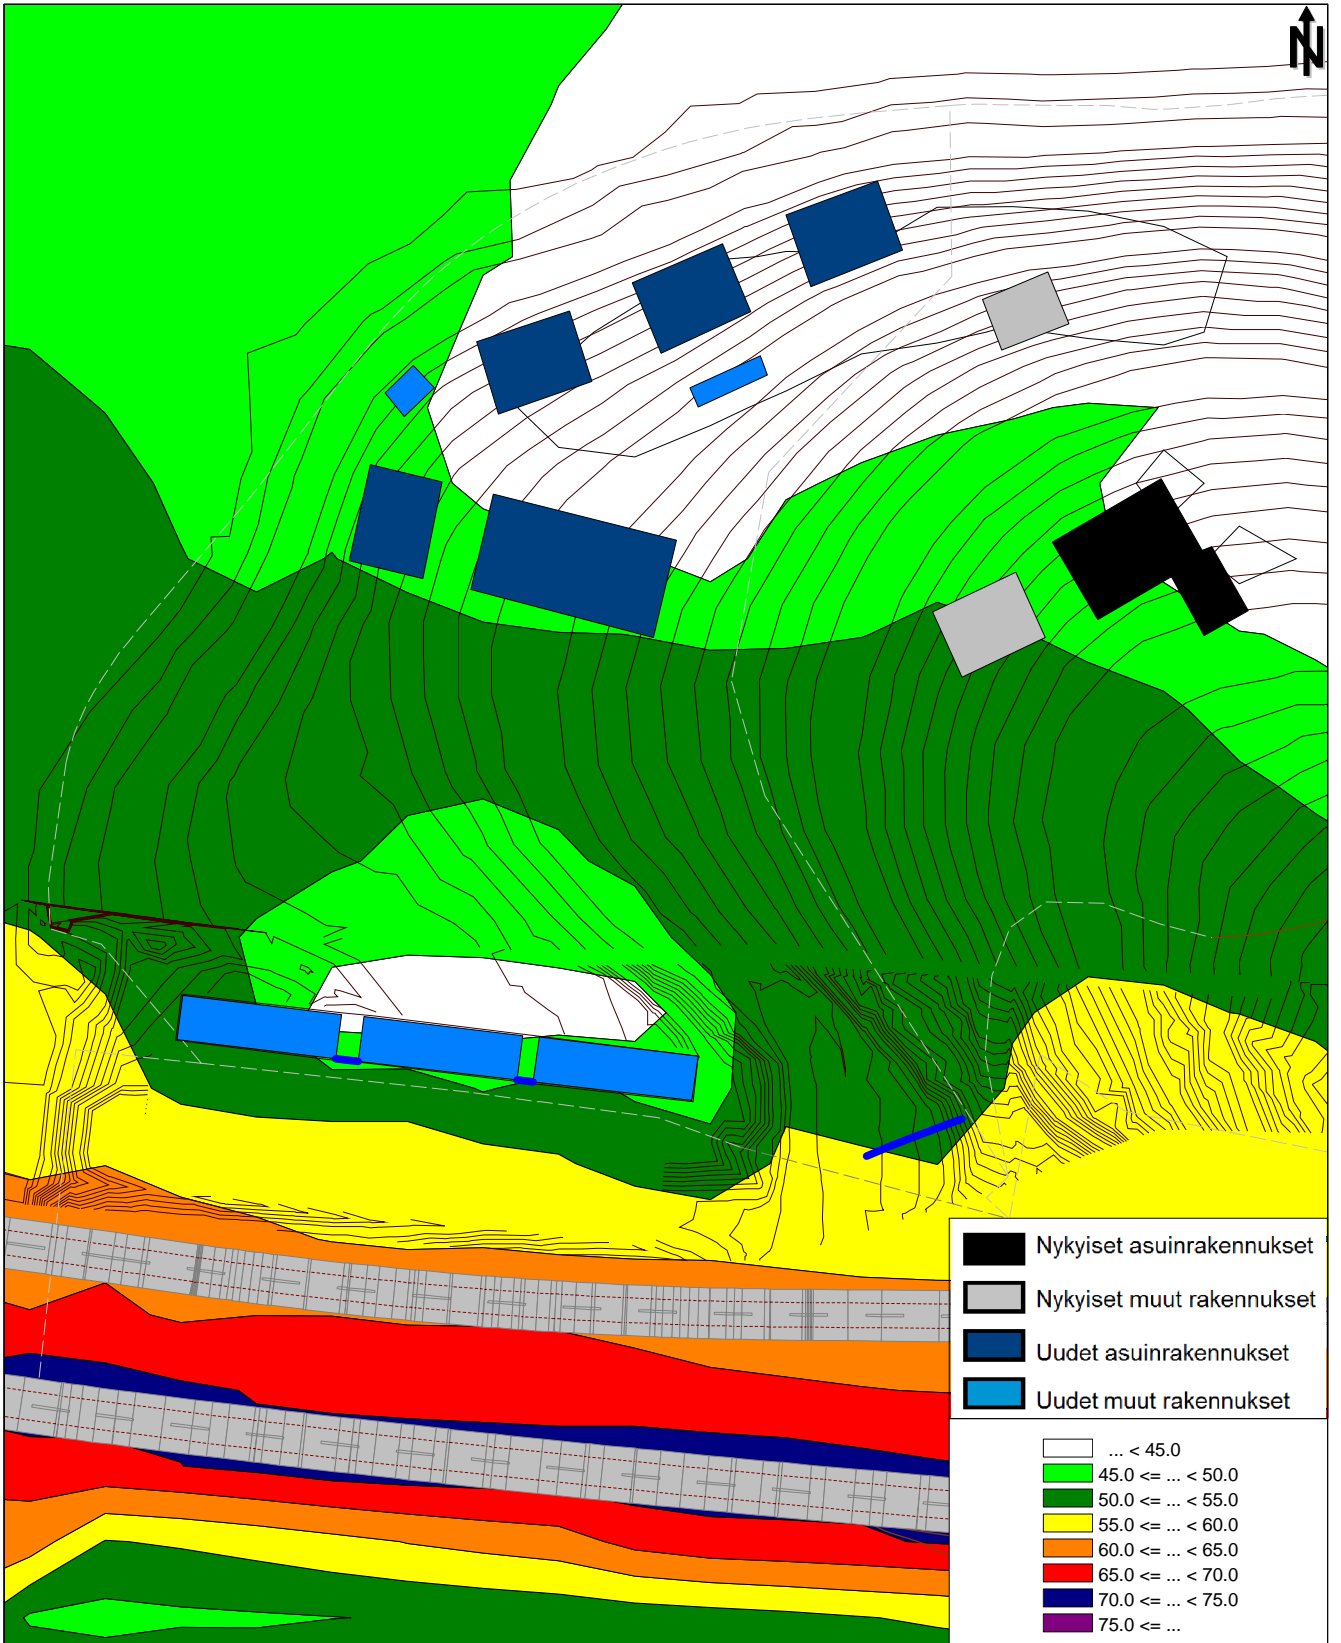 N
Nykyiset asuinrakennukset
Nykyiset muut rakennukset
Uudet asuinrakennukset
Uudet muut rakennukset
... < 45.0
45.0 <= ... < 50.0
50.0 <= ... < 55.0
55.0 <= ... < 60.0
60.0 <= ... < 65.0
65.0 <= ... < 70.0
70.0 <= ... < 75.0
75.0 <= ...